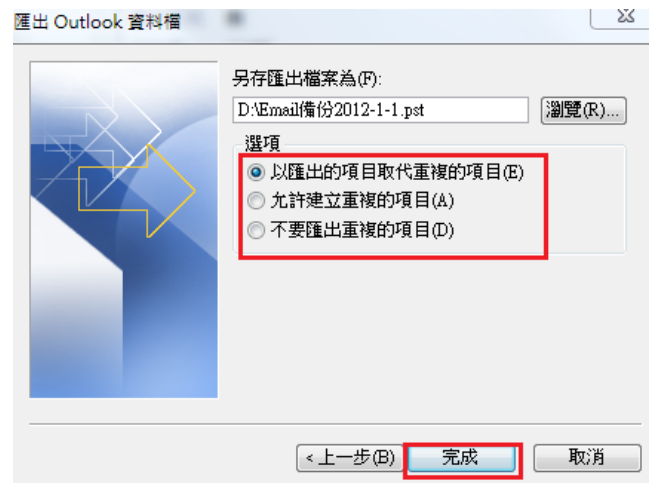 匯出 Outlook 資料檔
另存匯出檔案為(F):
D:\Email備份2012-1-1.pst
瀏覽(R)...
選項
以匯出的項目取代重複的項目(E)
允許建立重複的項目(A)
不要匯出重複的項目(D)
<上一步(B) 完成 取消